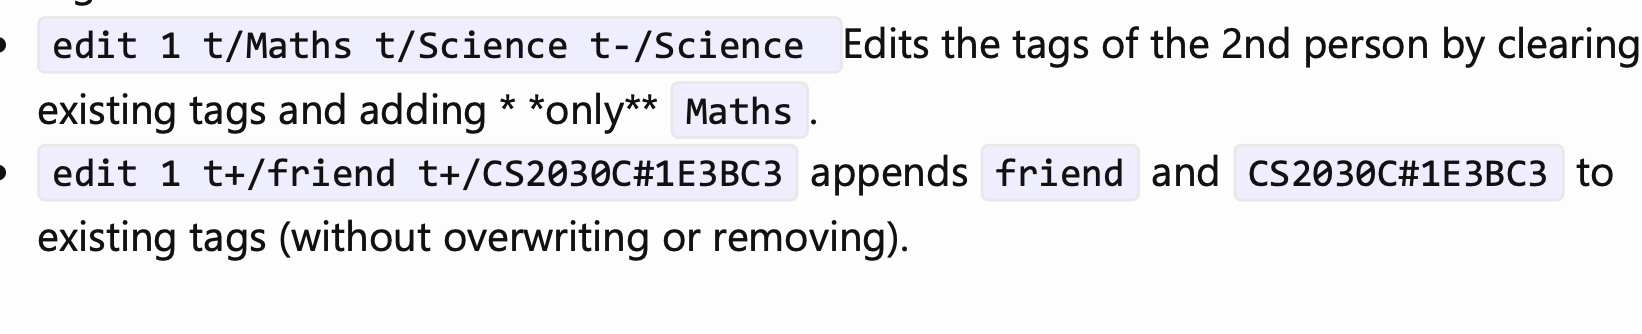 • edit 1 t/Maths t/Science t-/Science Edits the tags of the 2nd person by clearing
existing tags and adding * *only** Maths.
• edit 1 t+/friend t+/CS2030C#1E3BC3 appends friend and CS2030C#1E3BC3 to
existing tags (without overwriting or removing).